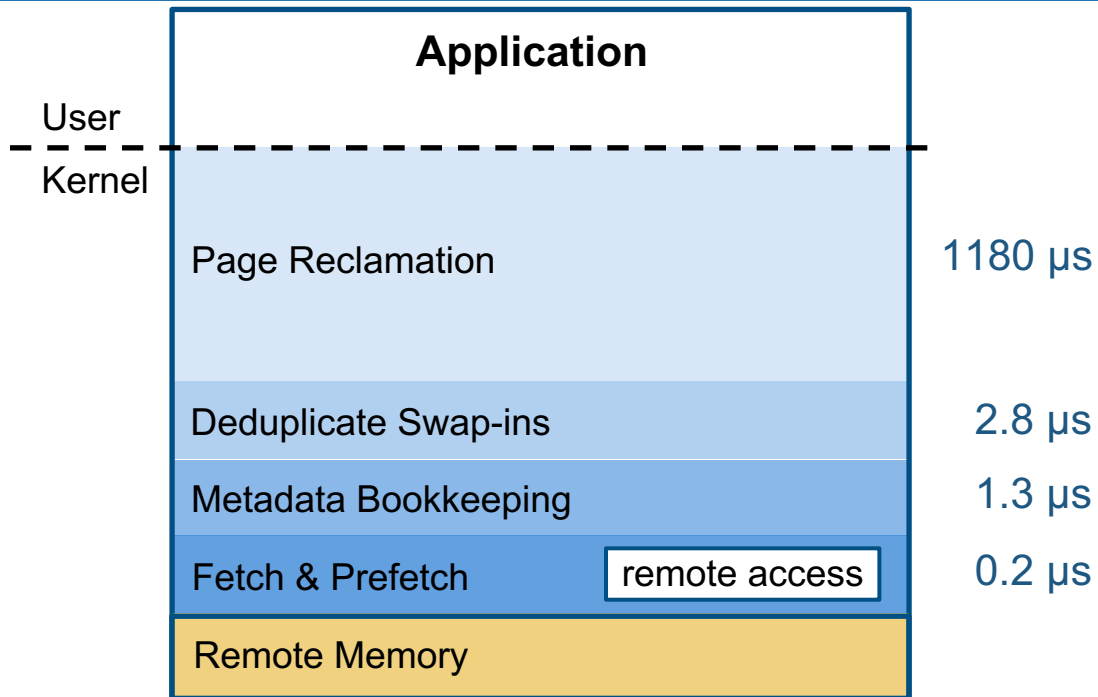 Application
User
Kernel
Page Reclamation 1180 µs
Deduplicate Swap-ins 2.8 µs
Metadata Bookkeeping 1.3 µs
Fetch & Prefetch remote access 0.2 µs
Remote Memory